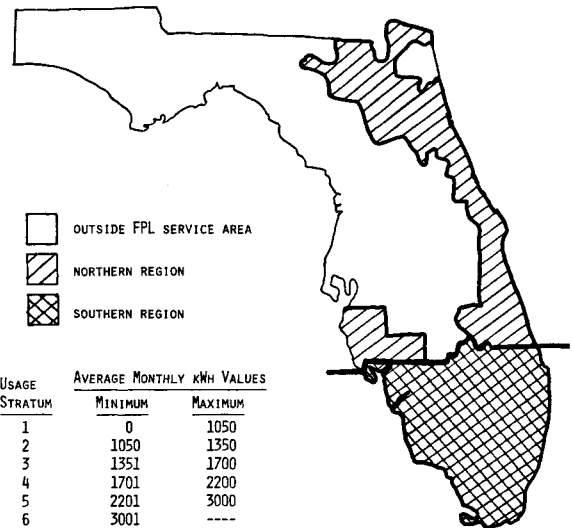 OUTSIDE FPL SERVICE AREA
NORTHERN REGION
SOUTHERN REGION
USAGE STRATUM AVERAGE MONTHLY KWH VALUES
MINIMUM MAXIMUM
1 0 1050
2 1050 1350
3 1351 1700
4 1701 2200
5 2201 3000
6 3001 ----